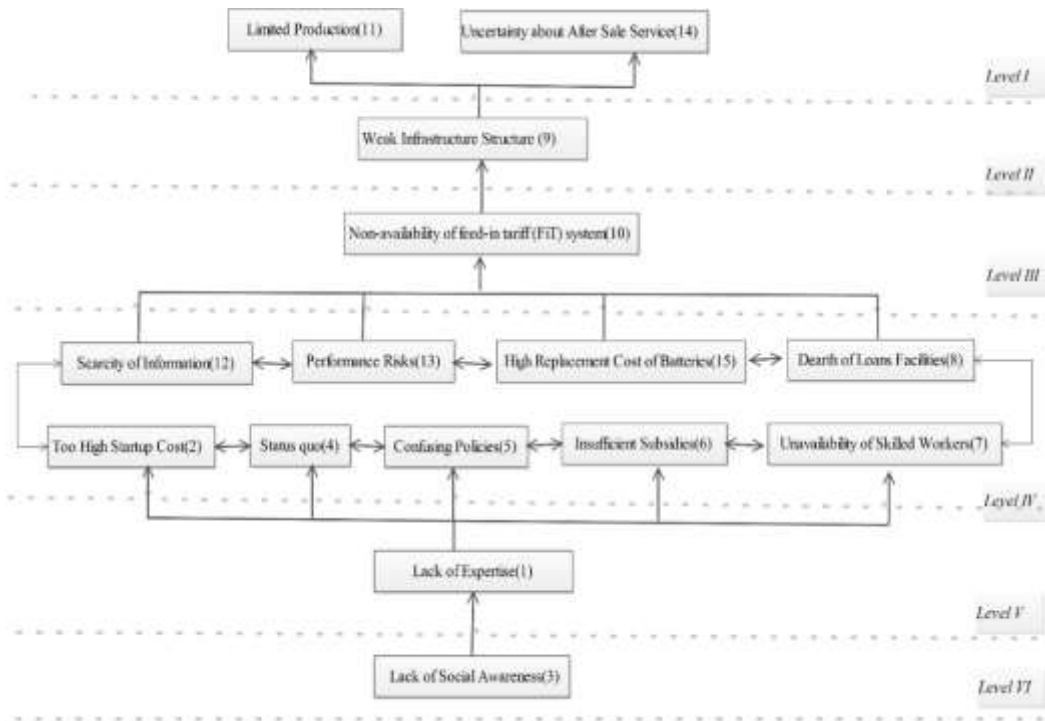 Limited Production(11) Uncertainty about After Sale Service(14)
Level I
Weak Infrastructure Structure (9)
Level II
Non-availability of feed-in tariff (FiT) system(10)
Level III
Scarcity of Information(12) Performance Risks(13) High Replacement Cost of Batteries(15) Dearth of Loans Facilities(8)
Too High Startup Cost(2) Status quo(4) Confusing Policies(5) Insufficient Subsidies(6) Unavailability of Skilled Workers(7)
Level IV
Lack of Expertise(1)
Level V
Lack of Social Awareness(3)
Level VI